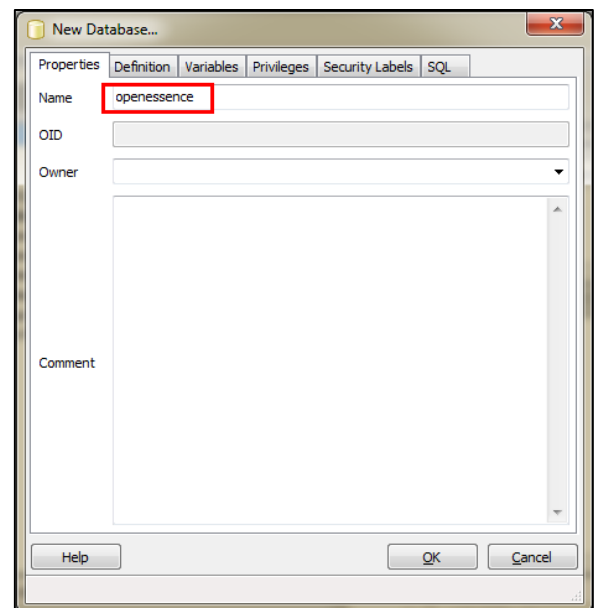 New Database...
Properties Definition Variables Privileges Security Labels SQL
Name openessence
OID
Owner
Comment
Help OK Cancel